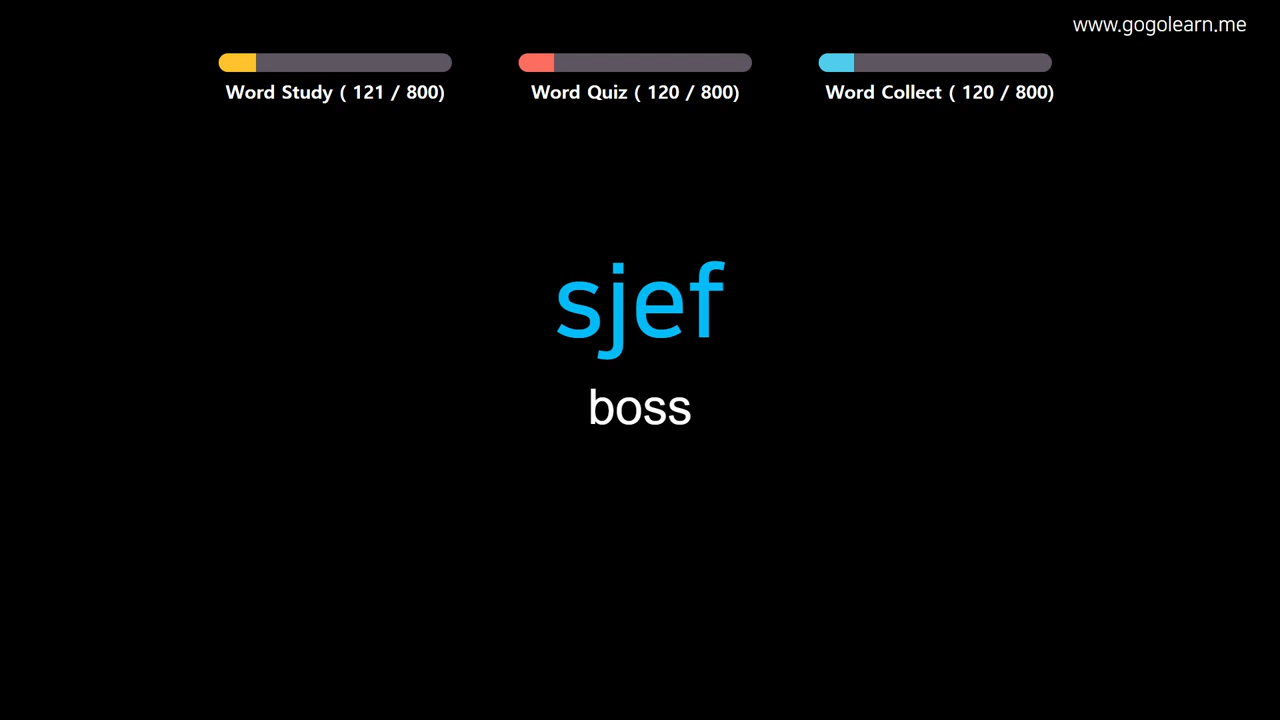 www.gogolearn.me
Word Study ( 121 / 800)
Word Quiz ( 120 / 800)
Word Collect ( 120 / 800)
sjef
boss